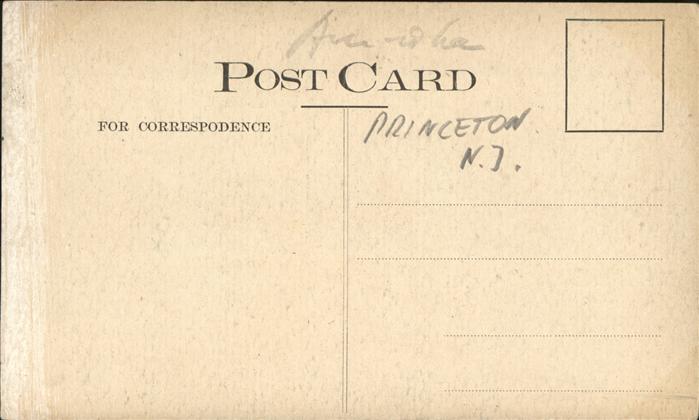 POST CARD
FOR CORRESPODENCE
PRINCETON
N.J.